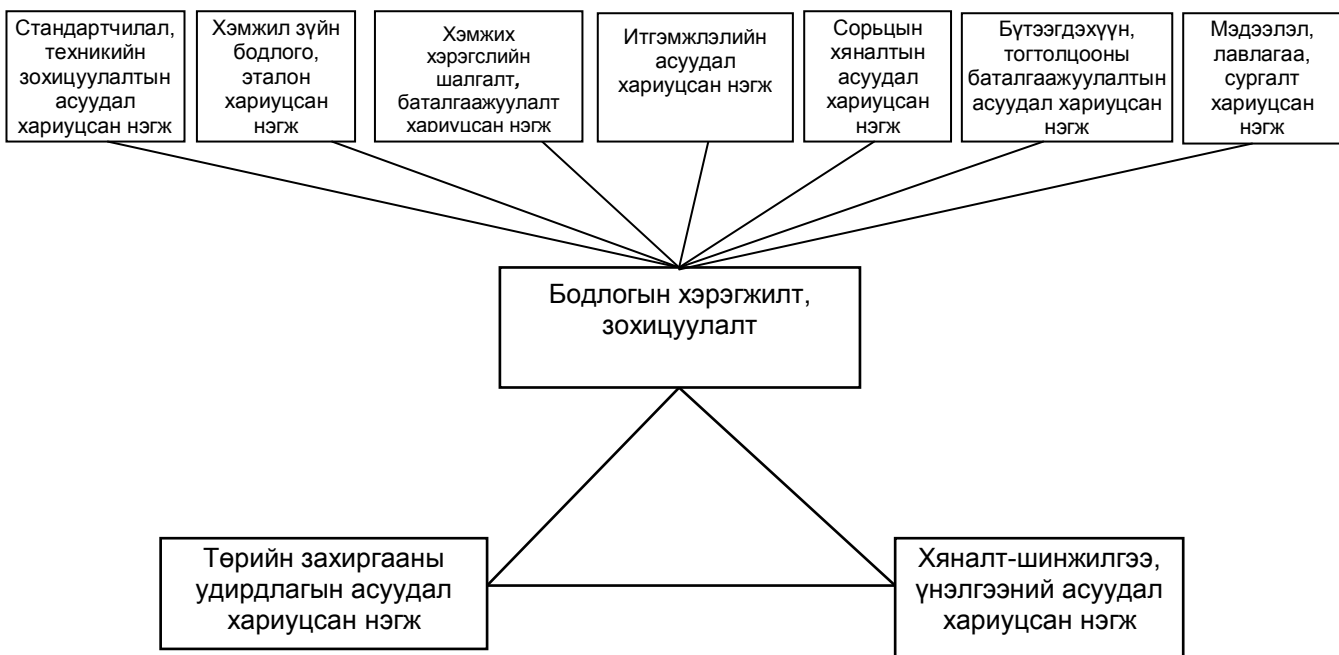 Стандартчилал,
техникийн
зохицуулалтын
асуудал
хариуцсан нэгж
Хэмжил зүйн
бодлого,
эталон
хариуцсан
нэгж
Хэмжих
хэрэгслийн
шалгалт,
баталгаажуулалт
хариуцсан нэгж
Итгэмжлэлийн
асуудал
хариуцсан нэгж
Сорьцын
хяналтын
асуудал
хариуцсан
нэгж
Бүтээгдэхүүн,
тогтолцооны
баталгаажуулалтын
асуудал хариуцсан
нэгж
Мэдээлэл,
лавлагаа,
сургалт
хариуцсан
нэгж
Бодлогын хэрэгжилт,
зохицуулалт
Төрийн захиргааны
удирдлагын асуудал
хариуцсан нэгж
Хяналт-шинжилгээ,
үнэлгээний асуудал
хариуцсан нэгж